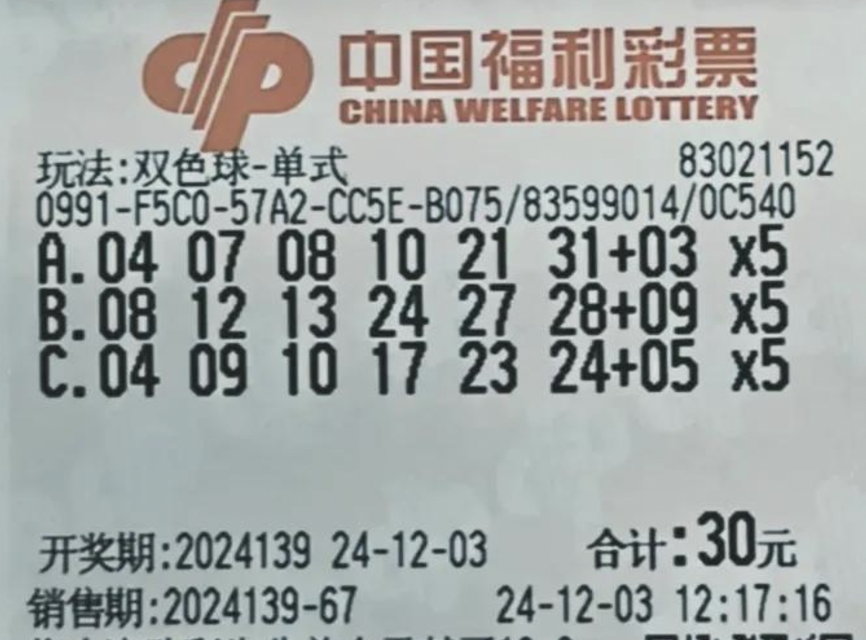 中国福利彩票
CHINA WELFARE LOTTERY
玩法:双色球-单式 83021152
0991-F5C0-57A2-CC5E-B075/83599014/0C540
A.04 07 08 10 21 31+03 x5
B.08 12 13 24 27 28+09 x5
C.04 09 10 17 23 24+05 x5
开奖期:2024139 24-12-03 合计:30元
销售期:2024139-67 24-12-03 12:17:16